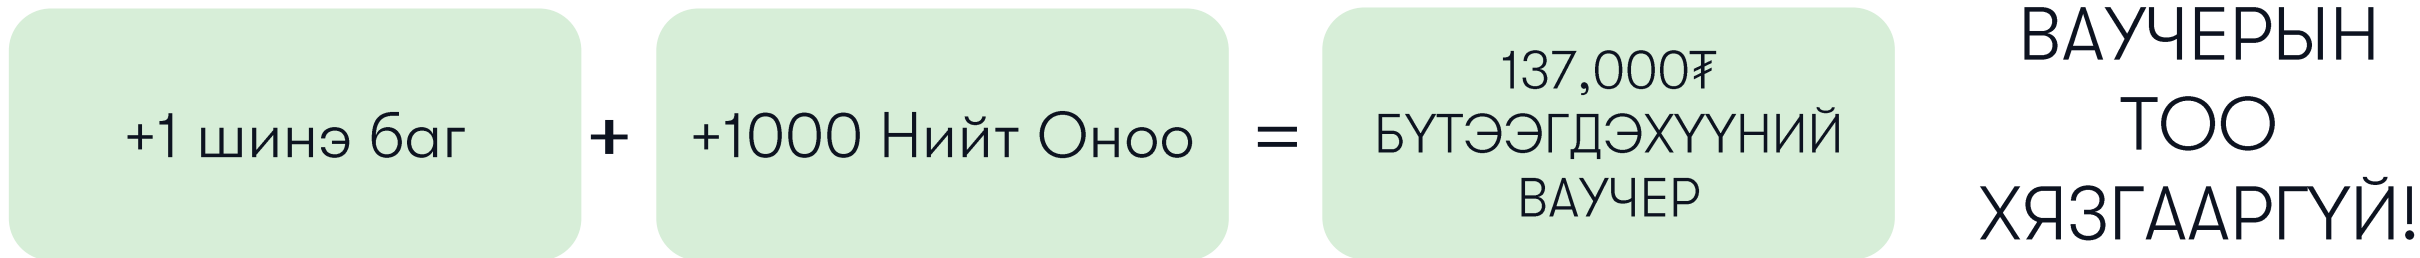 +1 шинэ баг
+
+1000 Нийт Оноо
=
137,000₮
БҮТЭЭГДЭХҮҮНИЙ
ВАУЧЕР
ВАУЧЕРЫН
ТОО
ХЯЗГААРГҮЙ!